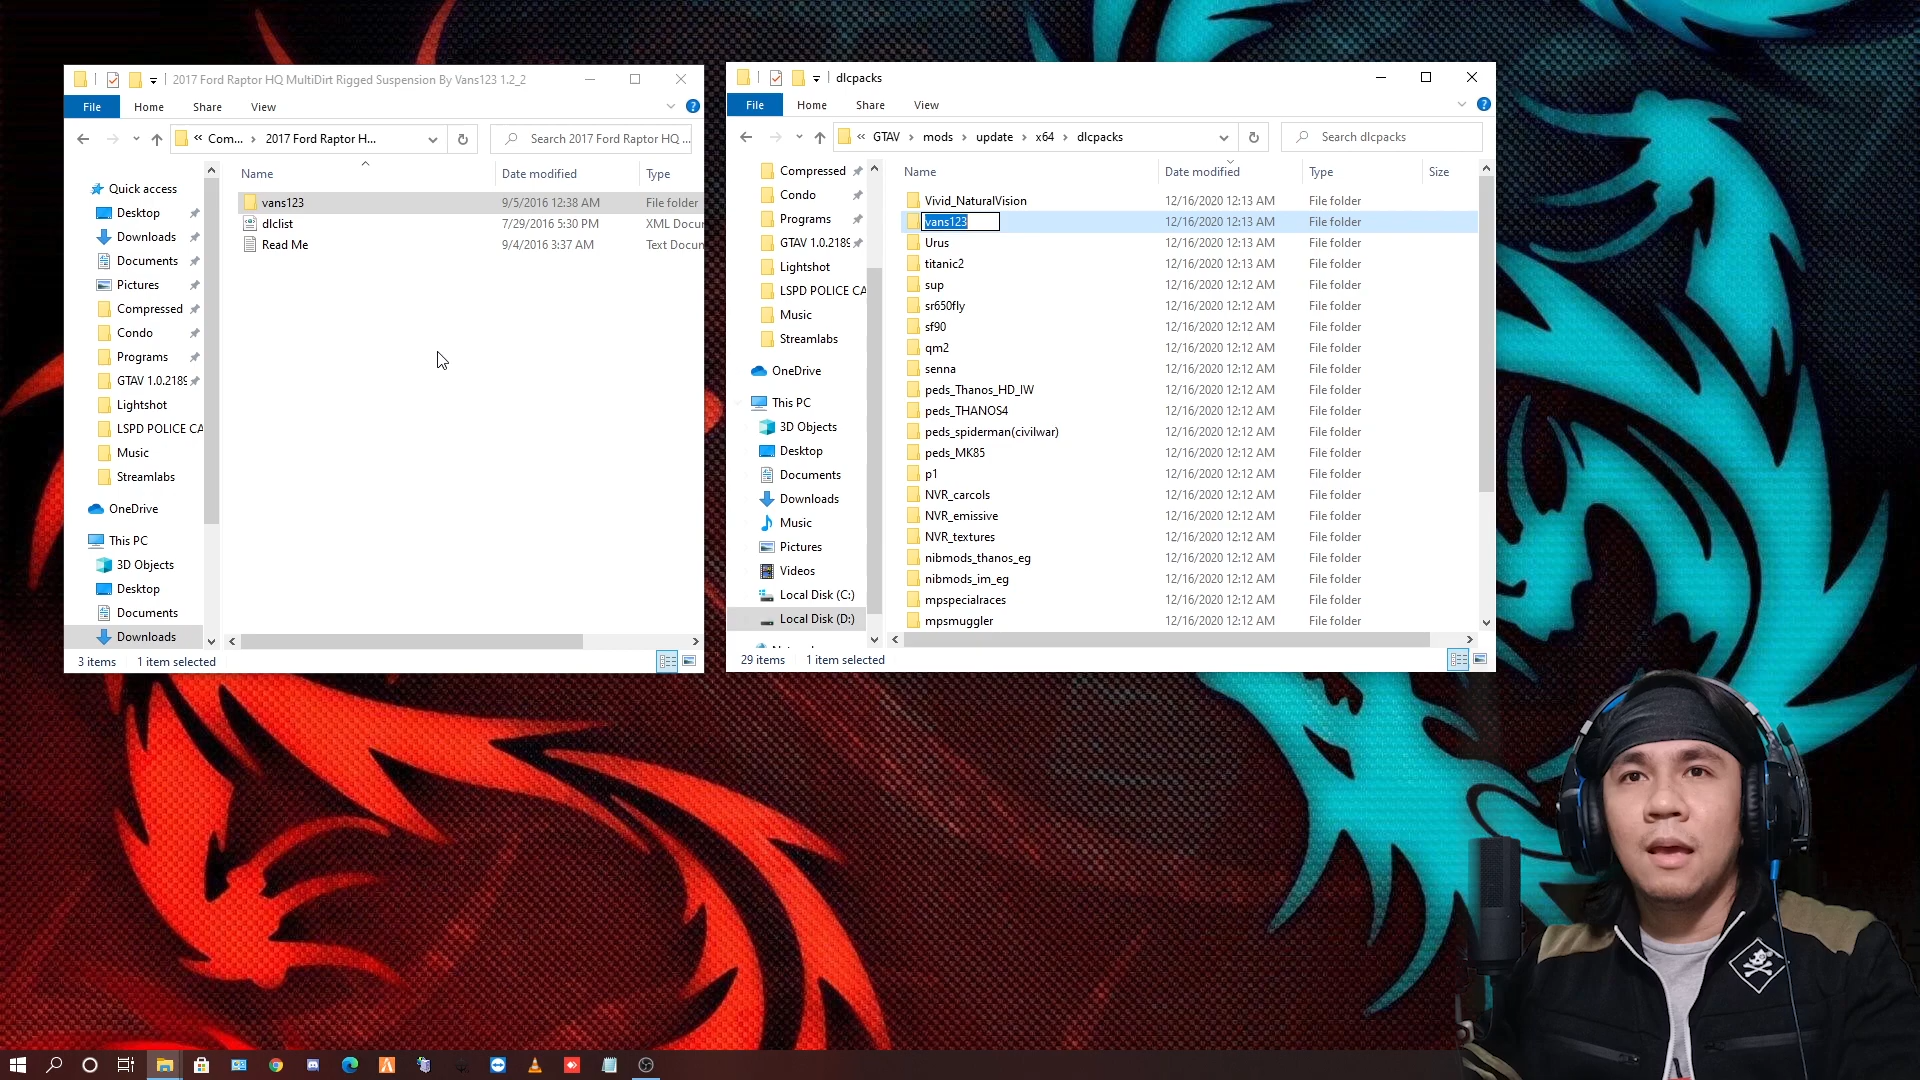 2017 Ford Raptor HQ MultiDirt Rigged Suspension By Vans123 1.2_2
File Home Share View
« Com... › 2017 Ford Raptor H...
Search 2017 Ford Raptor HQ ...
Quick access
Desktop
Downloads
Documents
Pictures
Compressed
Condo
Programs
GTAV 1.0.2189
Lightshot
LSPD POLICE CA
Music
Streamlabs
OneDrive
This PC
3D Objects
Desktop
Documents
Downloads
Name Date modified Type
vans123 9/5/2016 12:38 AM File folder
dlclist 7/29/2016 5:30 PM XML Docu
Read Me 9/4/2016 3:37 AM Text Docu
3 items 1 item selected
dlcpacks
File Home Share View
« GTAV › mods › update › x64 › dlcpacks
Search dlcpacks
Compressed
Condo
Programs
GTAV 1.0.2189
Lightshot
LSPD POLICE CA
Music
Streamlabs
OneDrive
This PC
3D Objects
Desktop
Documents
Downloads
Music
Pictures
Videos
Local Disk (C:)
Local Disk (D:)
Name Date modified Type Size
Vivid_NaturalVision 12/16/2020 12:13 AM File folder
vans123 12/16/2020 12:13 AM File folder
Urus 12/16/2020 12:13 AM File folder
titanic2 12/16/2020 12:13 AM File folder
sup 12/16/2020 12:12 AM File folder
sr650fly 12/16/2020 12:12 AM File folder
sf90 12/16/2020 12:12 AM File folder
qm2 12/16/2020 12:12 AM File folder
senna 12/16/2020 12:12 AM File folder
peds_Thanos_HD_IW 12/16/2020 12:12 AM File folder
peds_THANOS4 12/16/2020 12:12 AM File folder
peds_spiderman(civilwar) 12/16/2020 12:12 AM File folder
peds_MK85 12/16/2020 12:12 AM File folder
p1 12/16/2020 12:12 AM File folder
NVR_carcols 12/16/2020 12:12 AM File folder
NVR_emissive 12/16/2020 12:12 AM File folder
NVR_textures 12/16/2020 12:12 AM File folder
nibmods_thanos_eg 12/16/2020 12:12 AM File folder
nibmods_im_eg 12/16/2020 12:12 AM File folder
mpspecialraces 12/16/2020 12:12 AM File folder
mpsmuggler 12/16/2020 12:12 AM File folder
29 items 1 item selected